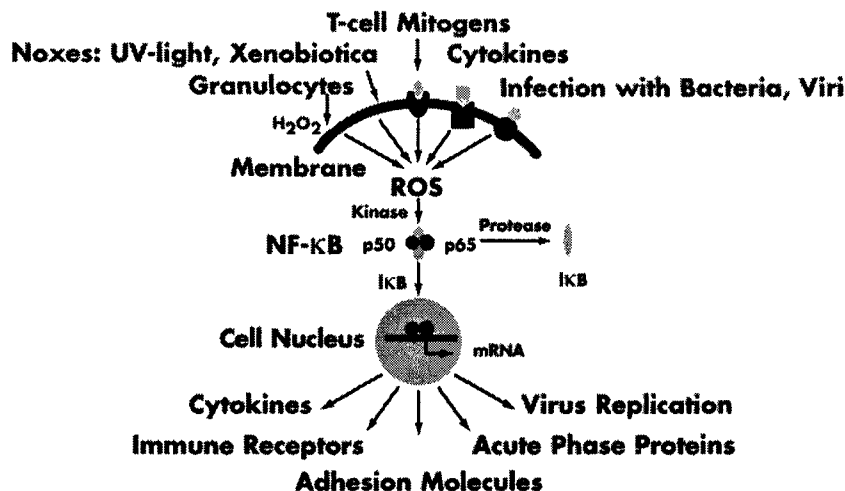 T-cell Mitogens
Noxes: UV-light, Xenobiotica
Cytokines
Granulocytes
Infection with Bacteria, Viri
H₂O₂
Membrane
ROS
Kinase
Protease
NF-κB
p50
p65
IκB
IκB
Cell Nucleus
mRNA
Cytokines
Virus Replication
Immune Receptors
Acute Phase Proteins
Adhesion Molecules